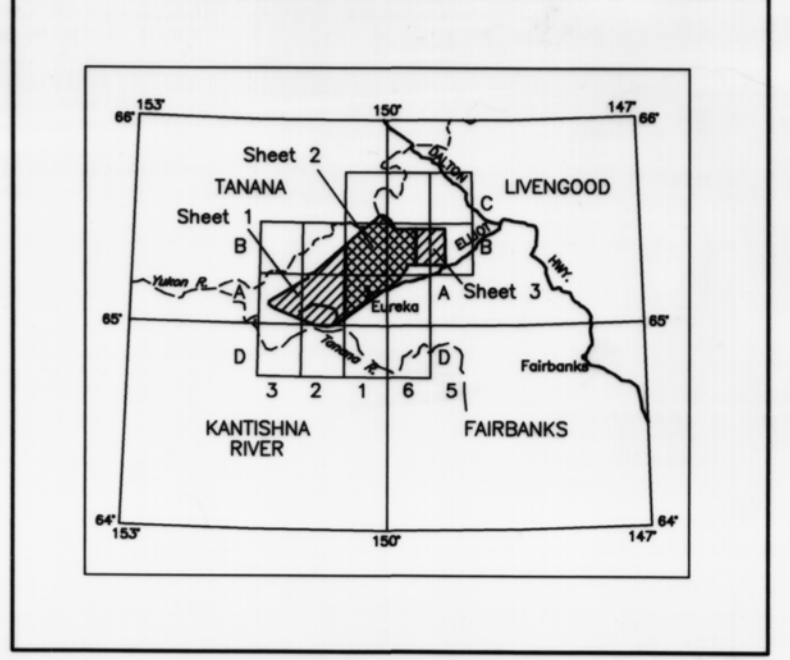 153° 150° 147°
66° 66°
DALTON
Sheet 2
TANANA LIVENGOOD
Sheet 1 C
B ELLIOT B
HWY.
Yukon R. A A Sheet 3
Eureka
65° 65°
Tanana R.
D D Fairbanks
3 2 1 6 5
KANTISHNA FAIRBANKS
RIVER
64° 64°
153° 150° 147°